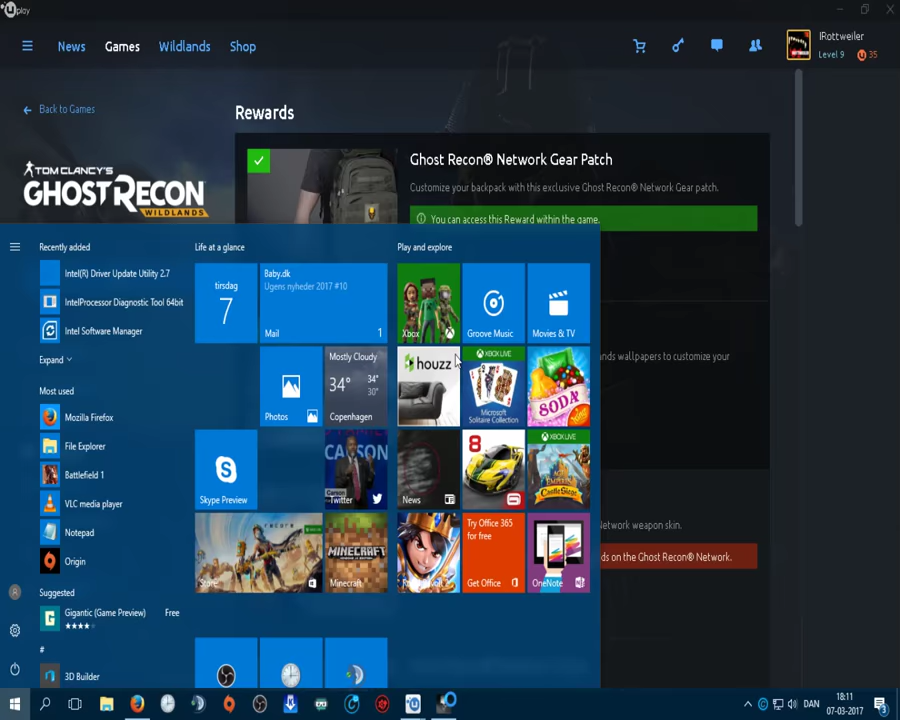 Uplay
News Games Wildlands Shop
IRottweiler
Level 9 35
Back to Games
TOM CLANCY'S
GHOST RECON
WILDLANDS
Rewards
Ghost Recon® Network Gear Patch
Customize your backpack with this exclusive Ghost Recon® Network Gear patch.
You can access this Reward within the game.
ands wallpapers to customize your
Network weapon skin.
ds on the Ghost Recon® Network.
Recently added
Intel(R) Driver Update Utility 2.7
IntelProcessor Diagnostic Tool 64bit
Intel Software Manager
Expand
Most used
Mozilla Firefox
File Explorer
Battlefield 1
VLC media player
Notepad
Origin
Suggested
Gigantic (Game Preview) Free
#
3D Builder
Life at a glance
tirsdag
7
Baby.dk
Ugens nyheder 2017 #10
Mail 1
Photos
Mostly Cloudy
34° 34°
30°
Copenhagen
Skype Preview
CARSON
Carson
Twitter
Store
MINECRAFT
Minecraft
Play and explore
Xbox
Groove Music
Movies & TV
houzz
XBOX LIVE
Microsoft
Solitaire Collection
SODA
News
8
XBOX LIVE
Castle Siege
Try Office 365
for free
Get Office
OneNote
DAN
18:11
07-03-2017
3